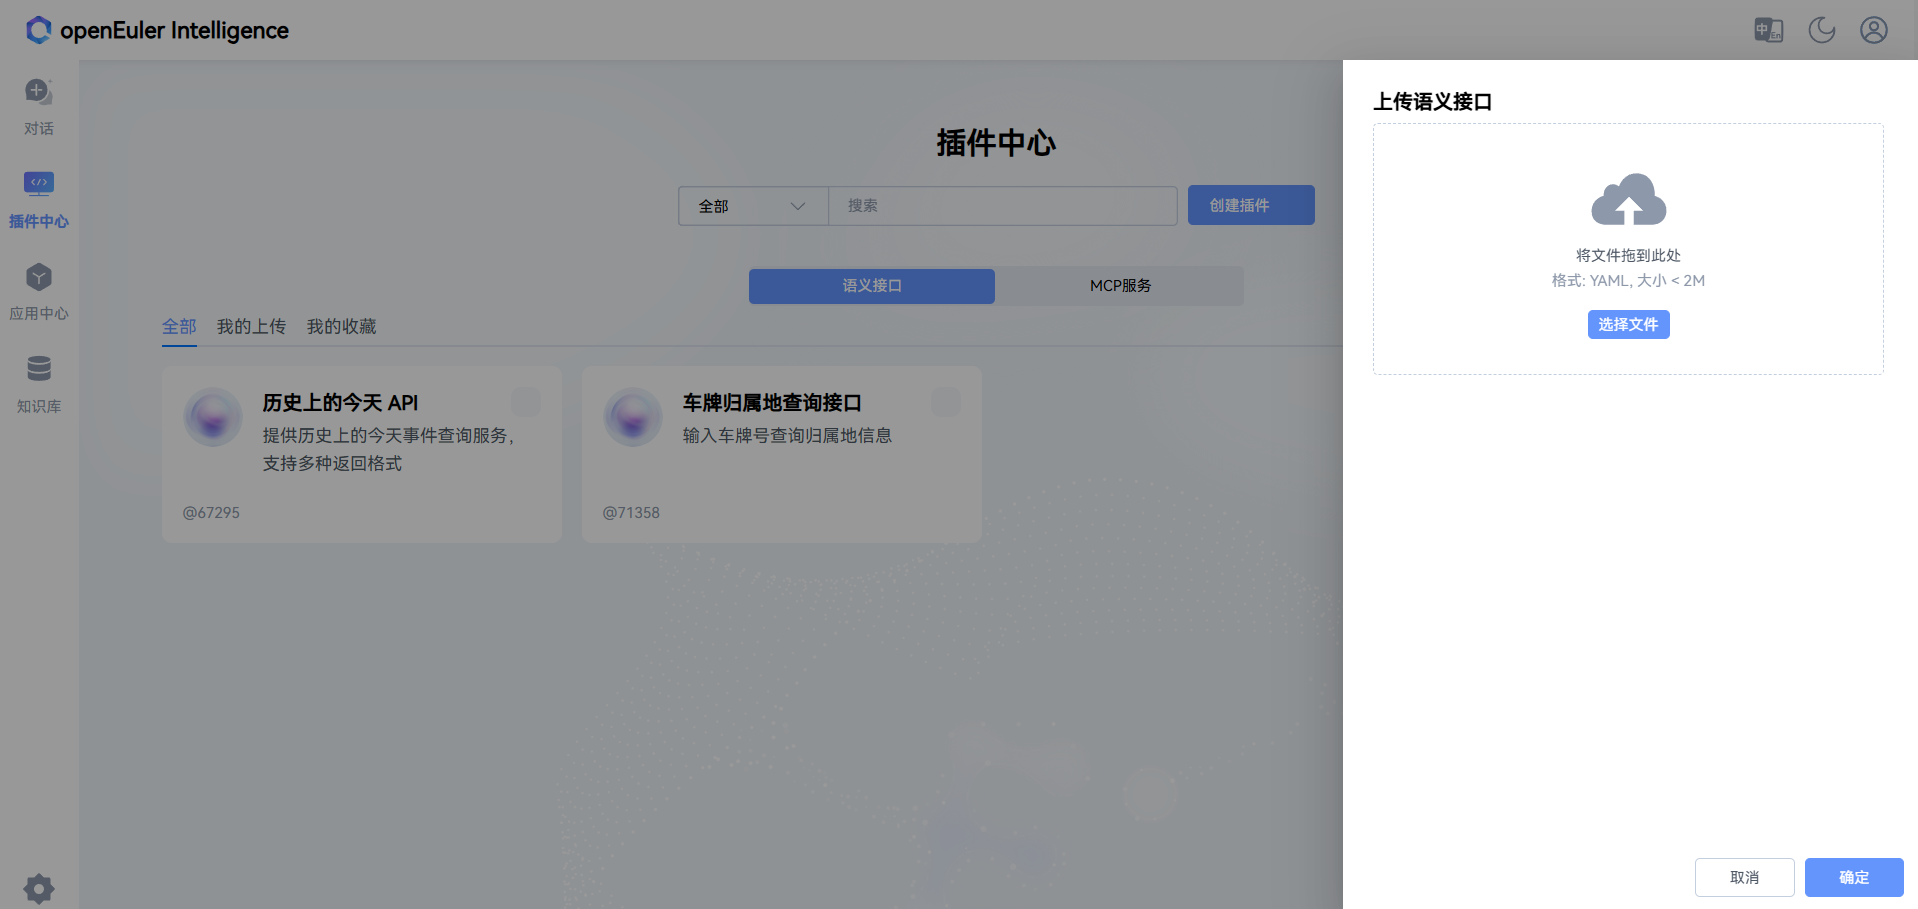 openEuler Intelligence
中 En
对话
插件中心
应用中心
知识库
插件中心
全部 搜索 创建插件
语义接口 MCP服务
全部 我的上传 我的收藏
历史上的今天 API
提供历史上的今天事件查询服务，
支持多种返回格式
@67295
车牌归属地查询接口
输入车牌号查询归属地信息
@71358
上传语义接口
将文件拖到此处
格式: YAML, 大小 < 2M
选择文件
取消 确定